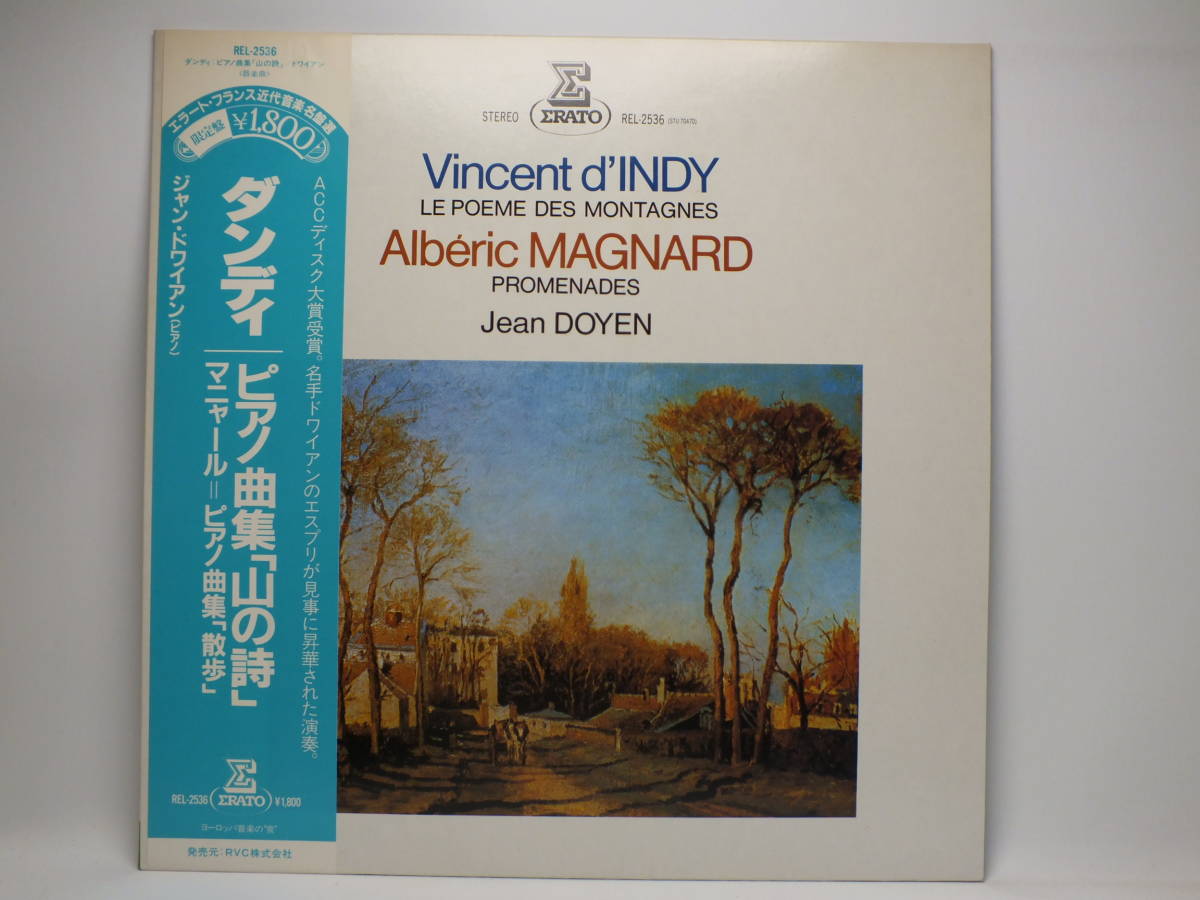 REL-2536
ダンディ:ピアノ曲集「山の詩」 ドワイアン
〈器楽曲〉
エラート・フランス近代音楽名盤選
限定盤 ¥1,800
ACCディスク大賞受賞。名手ドワイアンのエスプリが見事に昇華された演奏。
ダンディ|ピアノ曲集「山の詩」
マニャール=ピアノ曲集「散歩」
ジャン・ドワイアン(ピアノ)
REL-2536 ERATO ¥1,800
ヨーロッパ音楽の“宝”
発売元:RVC株式会社
STEREO ERATO REL-2536 (STU 70470)
Vincent d'INDY
LE POEME DES MONTAGNES
Albéric MAGNARD
PROMENADES
Jean DOYEN